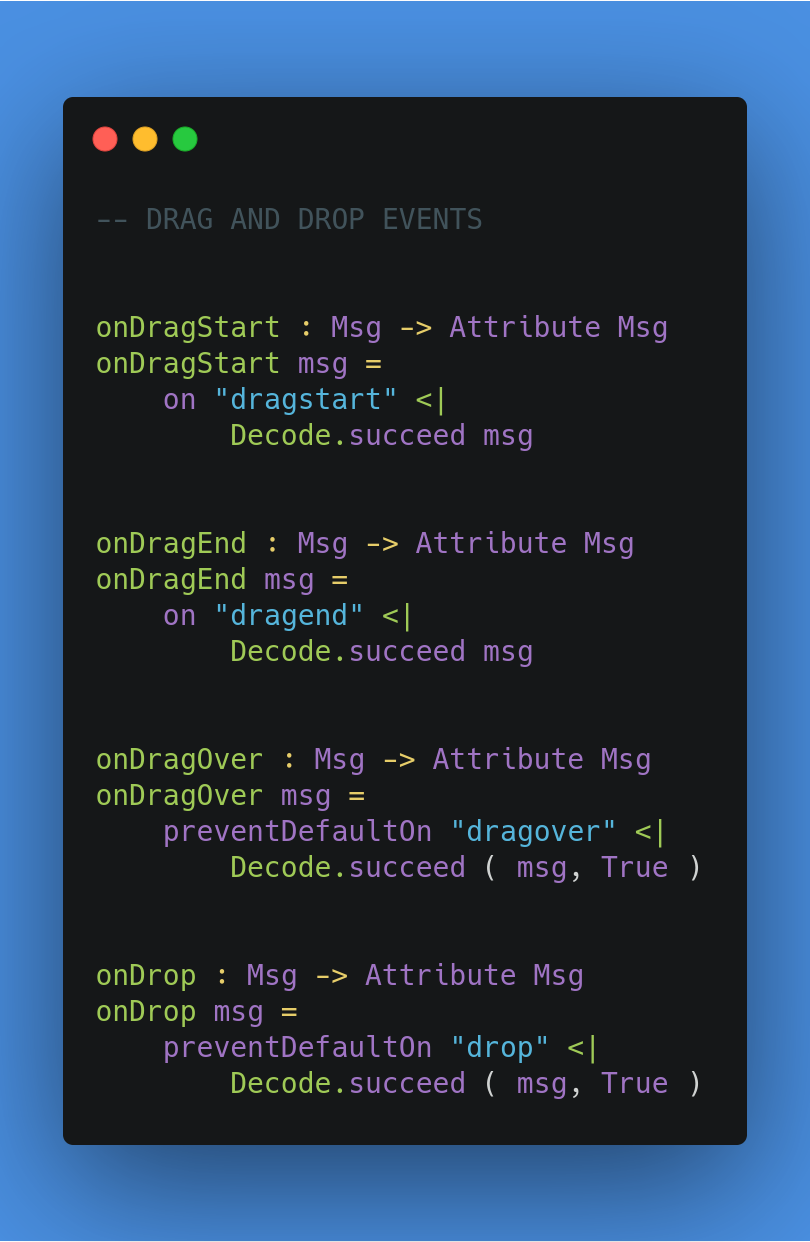 -- DRAG AND DROP EVENTS
onDragStart : Msg -> Attribute Msg
onDragStart msg =
    on "dragstart" <|
        Decode.succeed msg
onDragEnd : Msg -> Attribute Msg
onDragEnd msg =
    on "dragend" <|
        Decode.succeed msg
onDragOver : Msg -> Attribute Msg
onDragOver msg =
    preventDefaultOn "dragover" <|
        Decode.succeed ( msg, True )
onDrop : Msg -> Attribute Msg
onDrop msg =
    preventDefaultOn "drop" <|
        Decode.succeed ( msg, True )